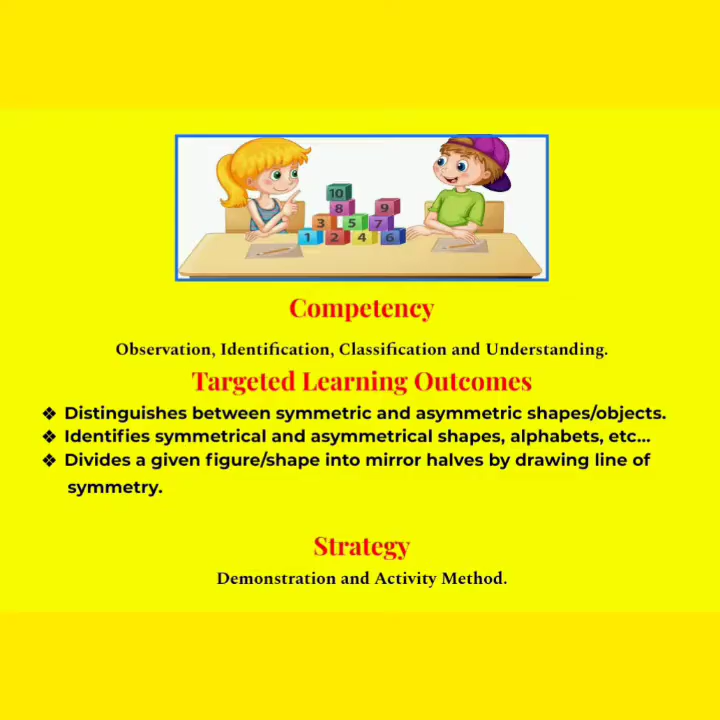 10
8 9
3 5 7
1 2 4 6
Competency
Observation, Identification, Classification and Understanding.
Targeted Learning Outcomes
❖ Distinguishes between symmetric and asymmetric shapes/objects.
❖ Identifies symmetrical and asymmetrical shapes, alphabets, etc...
❖ Divides a given figure/shape into mirror halves by drawing line of
symmetry.
Strategy
Demonstration and Activity Method.